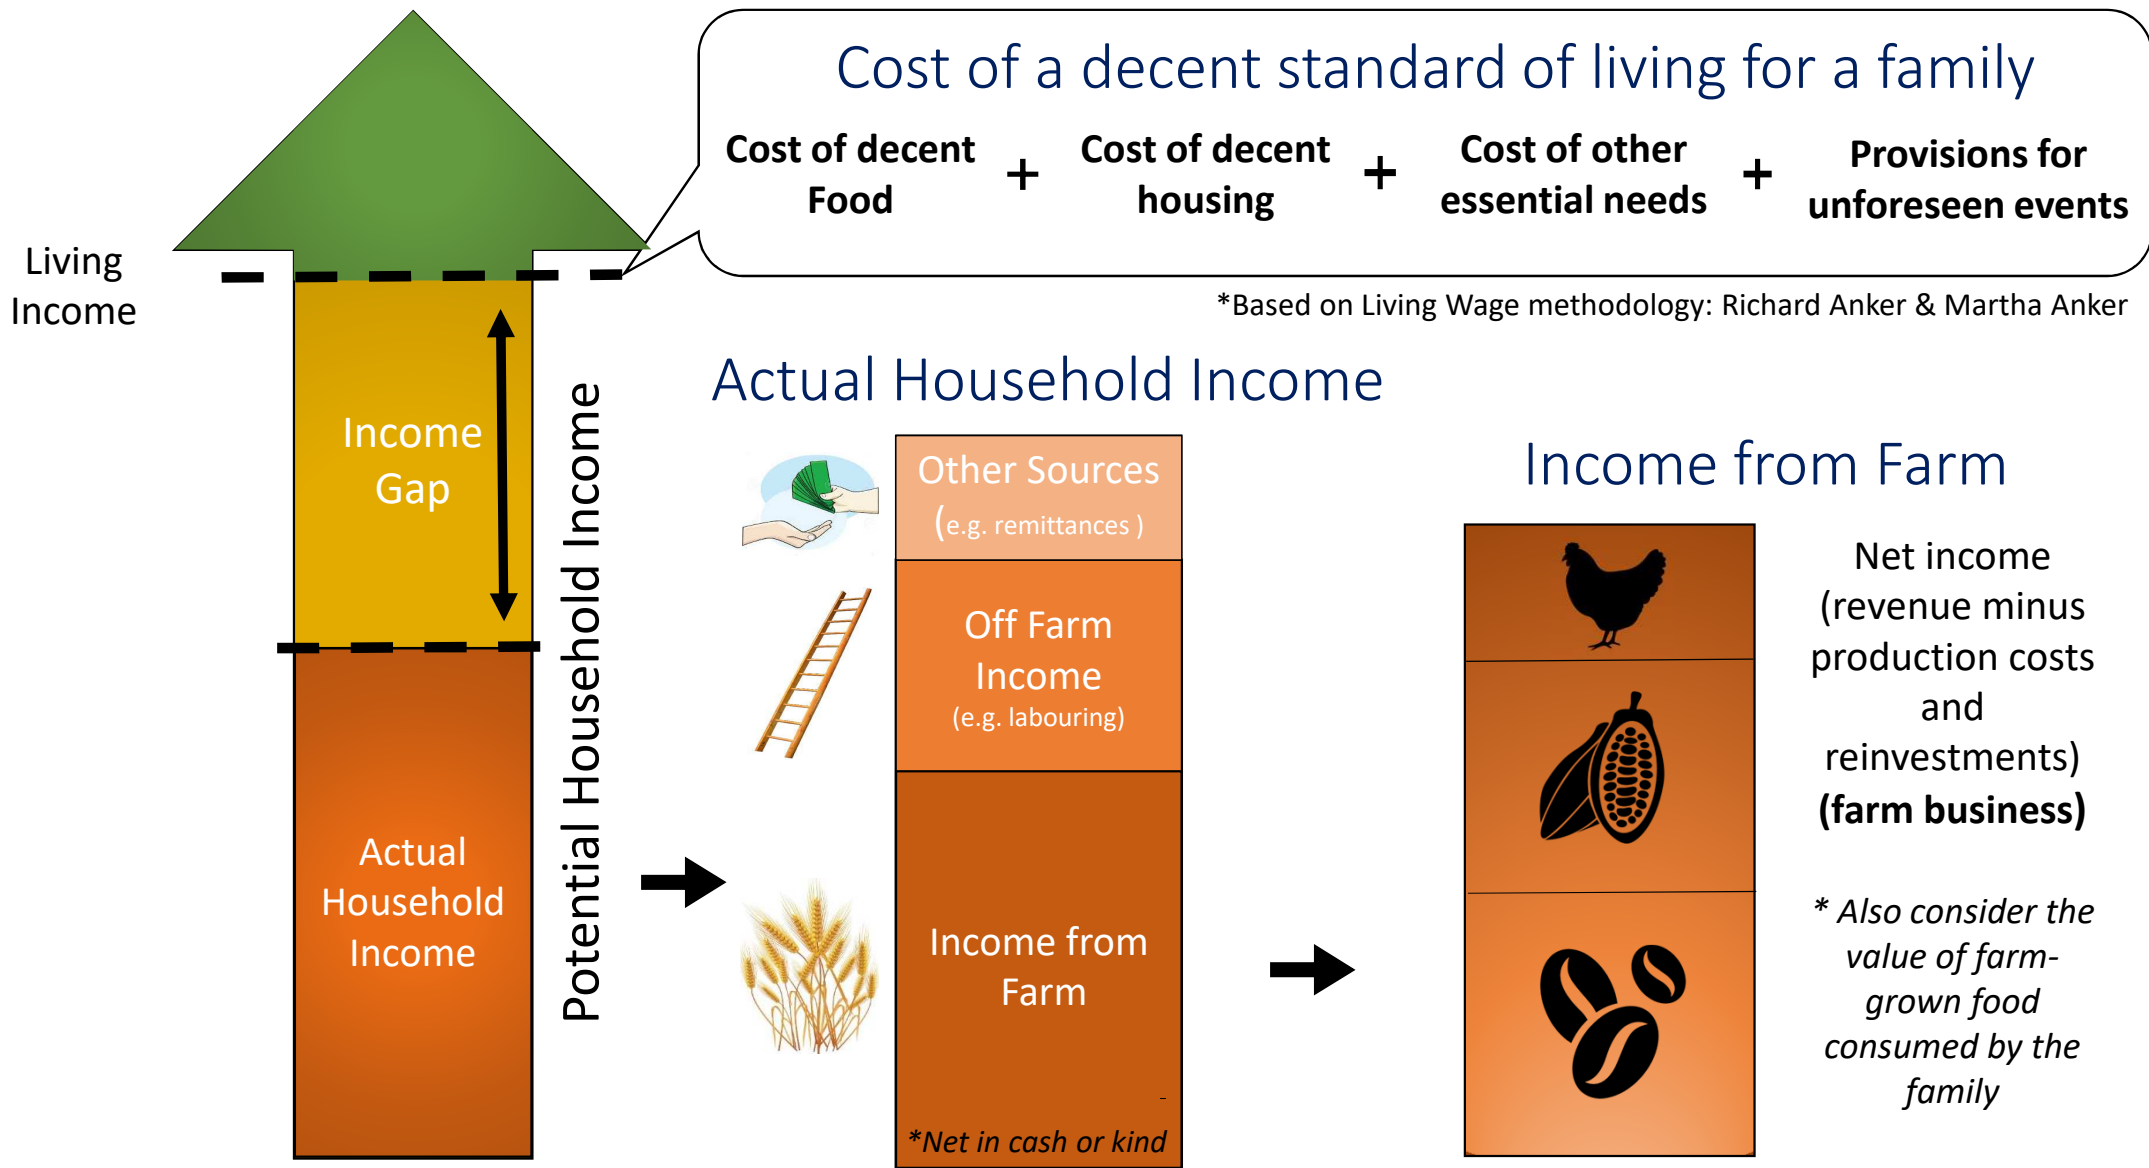 Cost of a decent standard of living for a family
Cost of decent
Food
+
Cost of decent
housing
+
Cost of other
essential needs
+
Provisions for
unforeseen events
*Based on Living Wage methodology: Richard Anker & Martha Anker
Living
Income
Income
Gap
Actual
Household
Income
Potential Household Income
Actual Household Income
Other Sources
(e.g. remittances )
Off Farm
Income
(e.g. labouring)
Income from
Farm
*Net in cash or kind
Income from Farm
Net income
(revenue minus
production costs
and
reinvestments)
(farm business)
* Also consider the
value of farm-
grown food
consumed by the
family